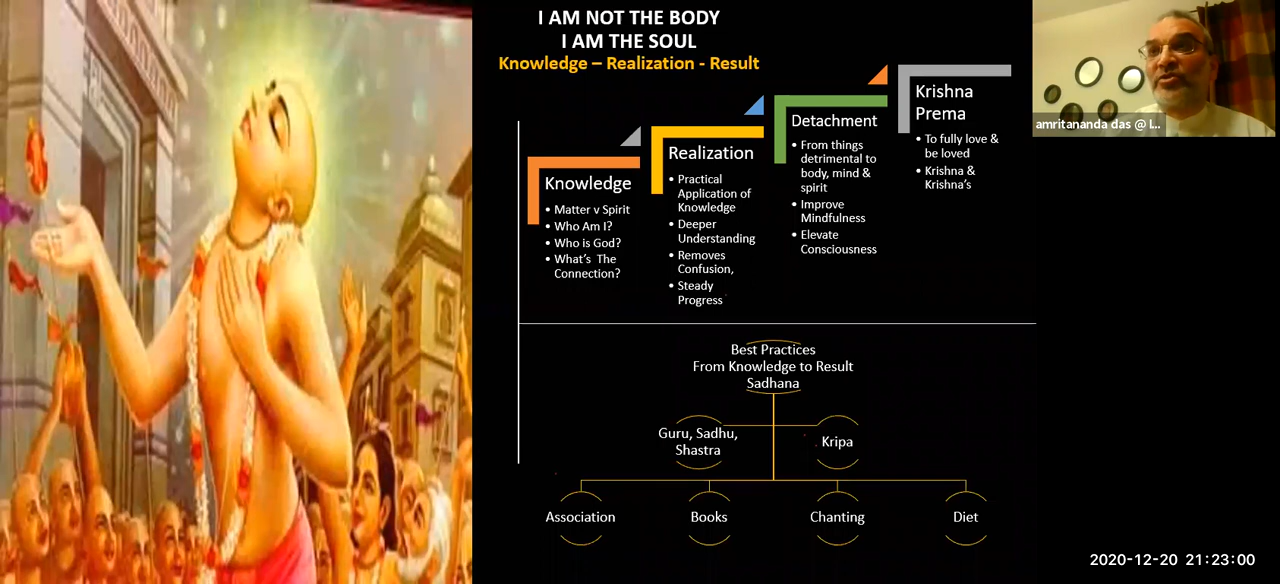 I AM NOT THE BODY
I AM THE SOUL
Knowledge – Realization - Result
Knowledge
• Matter v Spirit
• Who Am I?
• Who is God?
• What's The
Connection?
Realization
• Practical
Application of
Knowledge
• Deeper
Understanding
• Removes
Confusion,
• Steady
Progress
Detachment
• From things
detrimental to
body, mind &
spirit
• Improve
Mindfulness
• Elevate
Consciousness
Krishna
Prema
• To fully love &
be loved
• Krishna &
Krishna's
amritananda das @ I...
Best Practices
From Knowledge to Result
Sadhana
Guru, Sadhu,
Shastra
Kripa
Association
Books
Chanting
Diet
2020-12-20 21:23:00